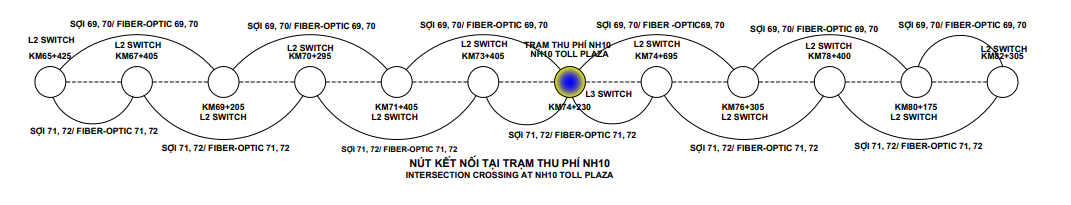 SỢI 69, 70/ FIBER-OPTIC 69, 70
SỢI 69, 70/ FIBER-OPTIC 69, 70
SỢI 69, 70/ FIBER-OPTIC 69, 70
SỢI 69, 70/ FIBER -OPTIC69, 70
SỢI 69, 70/ FIBER-OPTIC 69, 70
SỢI 69, 70/ FIBER-OPTIC 69, 70
L2 SWITCH
KM65+425
L2 SWITCH
KM67+405
L2 SWITCH
KM70+295
L2 SWITCH
KM73+405
TRẠM THU PHÍ NH10
NH10 TOLL PLAZA
L2 SWITCH
KM74+695
L2 SWITCH
KM78+400
L2 SWITCH
KM82+305
KM69+205
L2 SWITCH
KM71+405
L2 SWITCH
L3 SWITCH
KM74+230
KM76+305
L2 SWITCH
KM80+175
L2 SWITCH
SỢI 71, 72/ FIBER-OPTIC 71, 72
SỢI 71, 72/ FIBER-OPTIC 71, 72
SỢI 71, 72/ FIBER-OPTIC 71, 72
SỢI 71, 72/ FIBER-OPTIC 71, 72
SỢI 71, 72/ FIBER-OPTIC 71, 72
SỢI 71, 72/ FIBER-OPTIC 71, 72
NÚT KẾT NỐI TẠI TRẠM THU PHÍ NH10
INTERSECTION CROSSING AT NH10 TOLL PLAZA